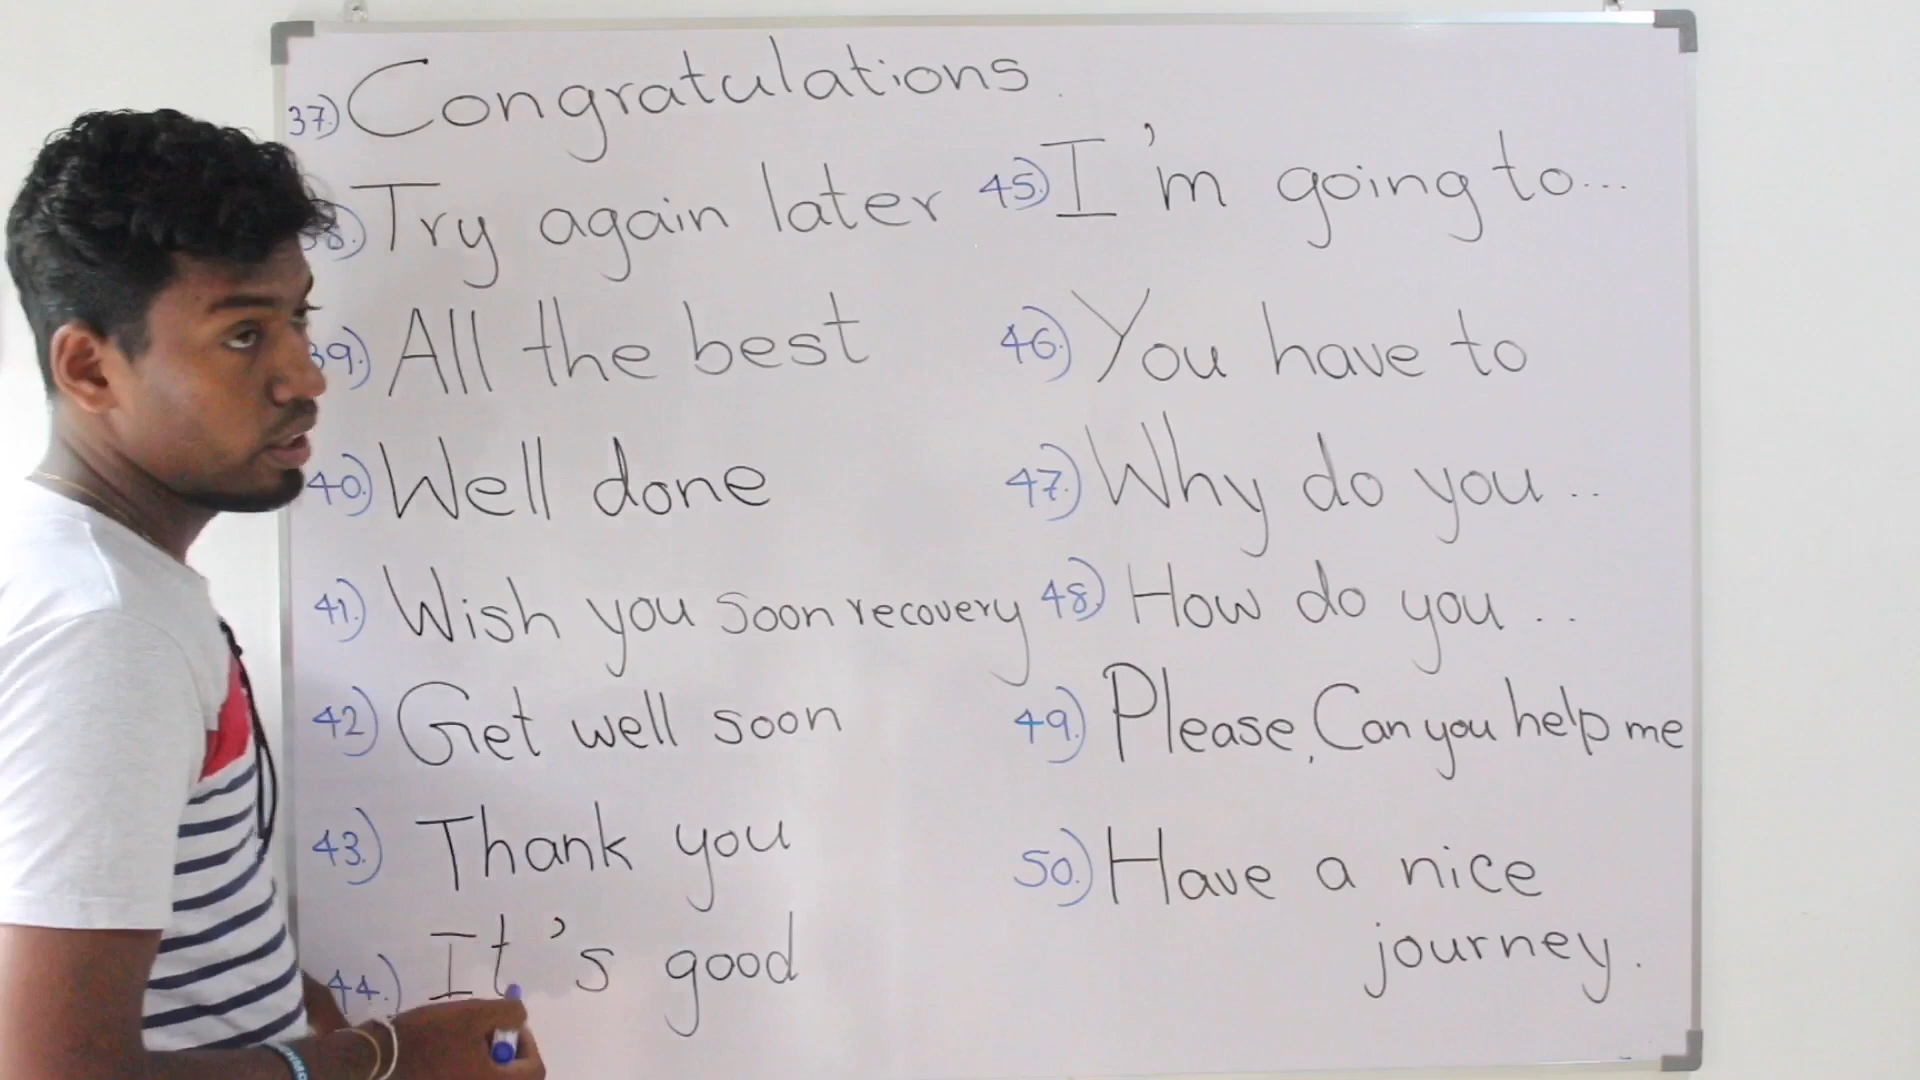 37.) Congratulations.
38.) Try again later
39.) All the best
40.) Well done
41.) Wish you soon recovery
42.) Get well soon
43.) Thank you
44.) It's good
45.) I'm going to...
46.) You have to
47.) Why do you ..
48.) How do you ..
49.) Please, Can you help me
50.) Have a nice
journey.